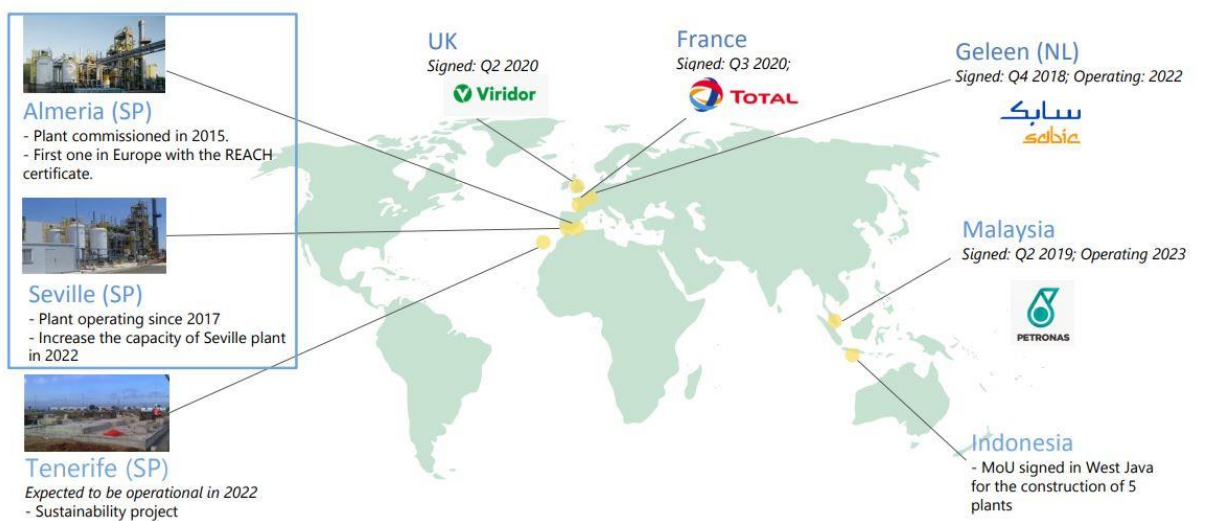 Almeria (SP)
- Plant commissioned in 2015.
- First one in Europe with the REACH
certificate.
Seville (SP)
- Plant operating since 2017
- Increase the capacity of Seville plant
in 2022
Tenerife (SP)
Expected to be operational in 2022
- Sustainability project
UK
Signed: Q2 2020
Viridor
France
Signed: Q3 2020;
TOTAL
Geleen (NL)
Signed: Q4 2018; Operating: 2022
سابك
sabic
Malaysia
Signed: Q2 2019; Operating 2023
PETRONAS
Indonesia
- MoU signed in West Java
for the construction of 5
plants